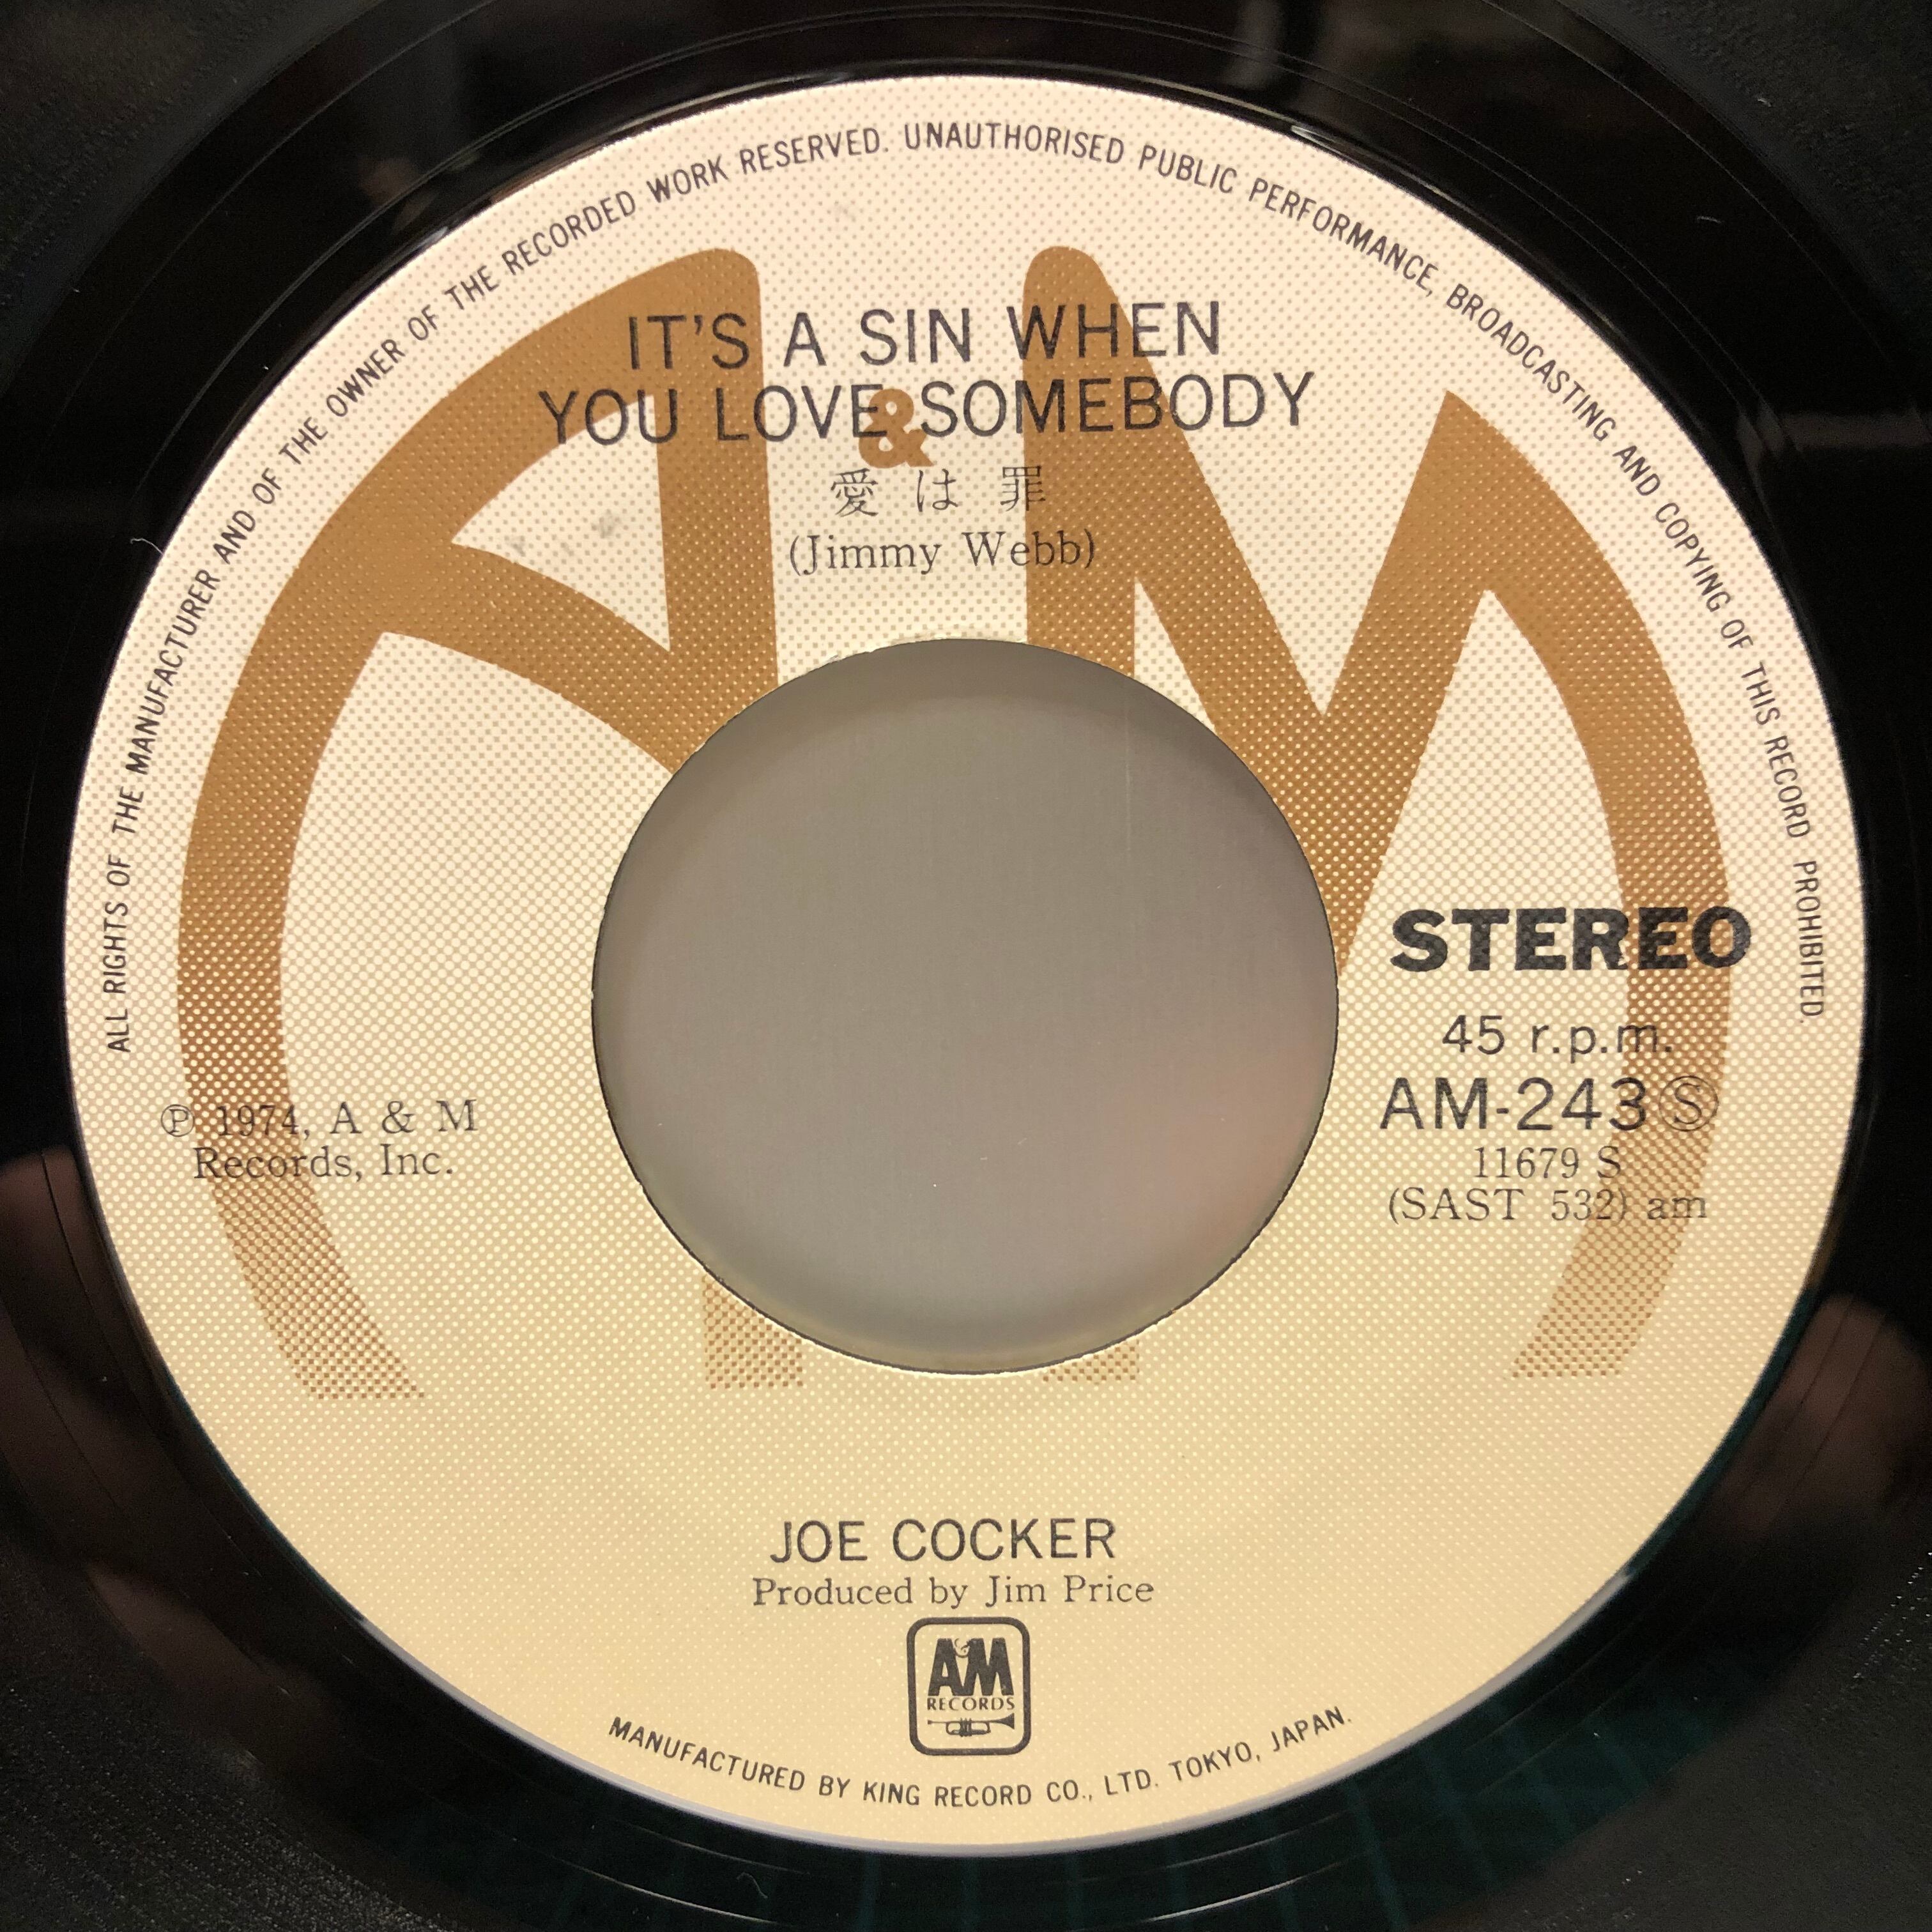 ALL RIGHTS OF THE MANUFACTURER AND OF THE OWNER OF THE RECORDED WORK RESERVED. UNAUTHORISED PUBLIC PERFORMANCE, BROADCASTING AND COPYING OF THIS RECORD PROHIBITED.
A & M
IT'S A SIN WHEN
YOU LOVE SOMEBODY
愛は罪
(Jimmy Webb)
STEREO
45 r.p.m.
AM-243 Ⓢ
11679 S
(SAST 532) am
℗ 1974, A & M
Records, Inc.
JOE COCKER
Produced by Jim Price
A&M
RECORDS
MANUFACTURED BY KING RECORD CO., LTD. TOKYO, JAPAN.